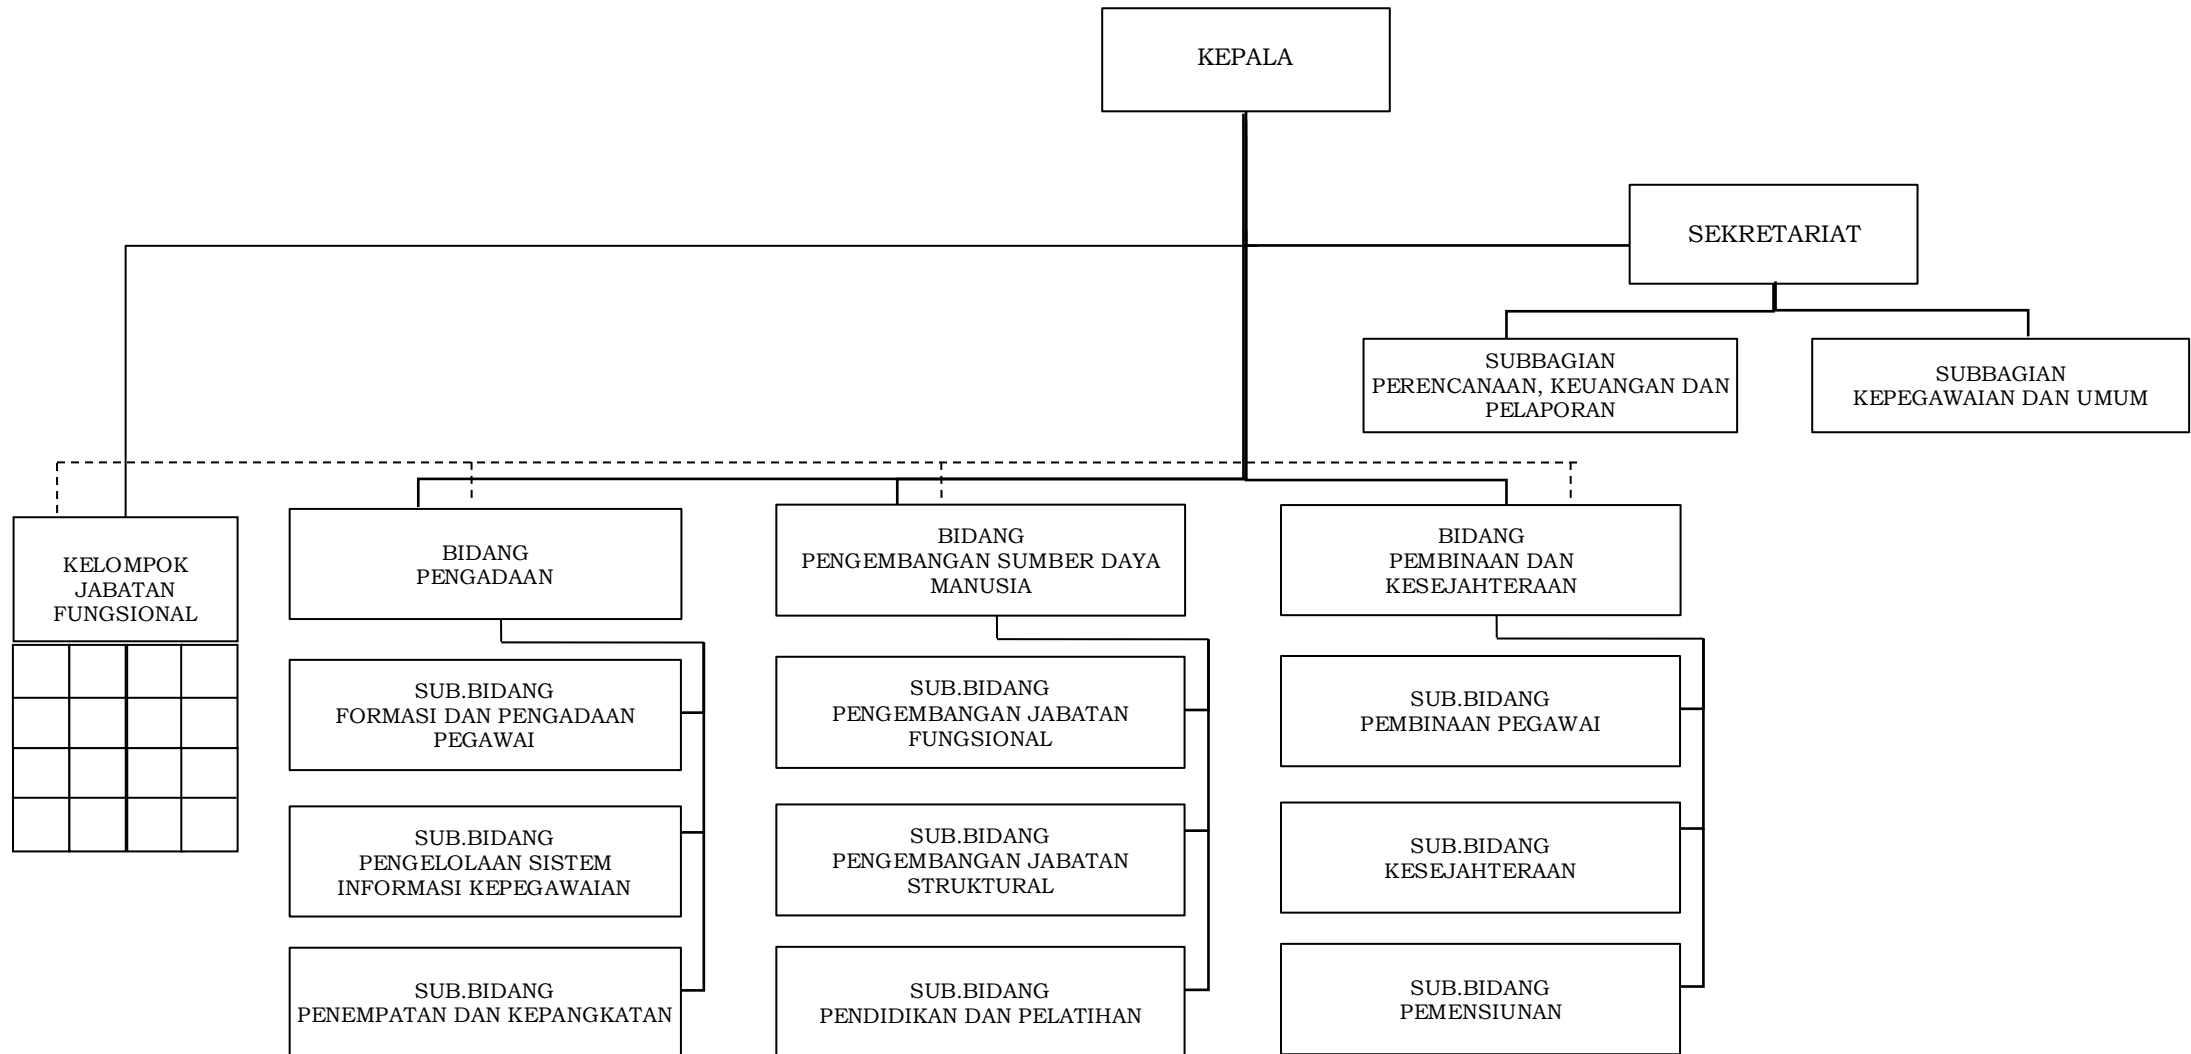 KEPALA
SEKRETARIAT
SUBBAGIAN
PERENCANAAN, KEUANGAN DAN
PELAPORAN
SUBBAGIAN
KEPEGAWAIAN DAN UMUM
KELOMPOK
JABATAN
FUNGSIONAL
BIDANG
PENGADAAN
BIDANG
PENGEMBANGAN SUMBER DAYA
MANUSIA
BIDANG
PEMBINAAN DAN
KESEJAHTERAAN
SUB.BIDANG
FORMASI DAN PENGADAAN
PEGAWAI
SUB.BIDANG
PENGEMBANGAN JABATAN
FUNGSIONAL
SUB.BIDANG
PEMBINAAN PEGAWAI
SUB.BIDANG
PENGELOLAAN SISTEM
INFORMASI KEPEGAWAIAN
SUB.BIDANG
PENGEMBANGAN JABATAN
STRUKTURAL
SUB.BIDANG
KESEJAHTERAAN
SUB.BIDANG
PENEMPATAN DAN KEPANGKATAN
SUB.BIDANG
PENDIDIKAN DAN PELATIHAN
SUB.BIDANG
PEMENSIUNAN